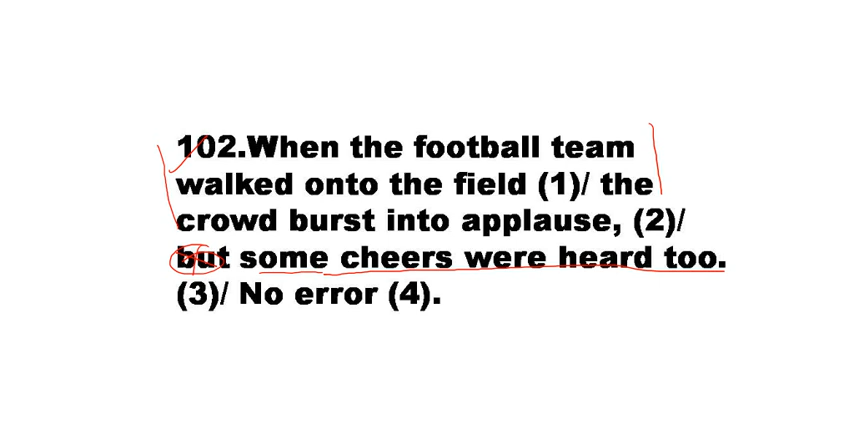 102.When the football team
walked onto the field (1)/ the
crowd burst into applause, (2)/
but some cheers were heard too.
(3)/ No error (4).